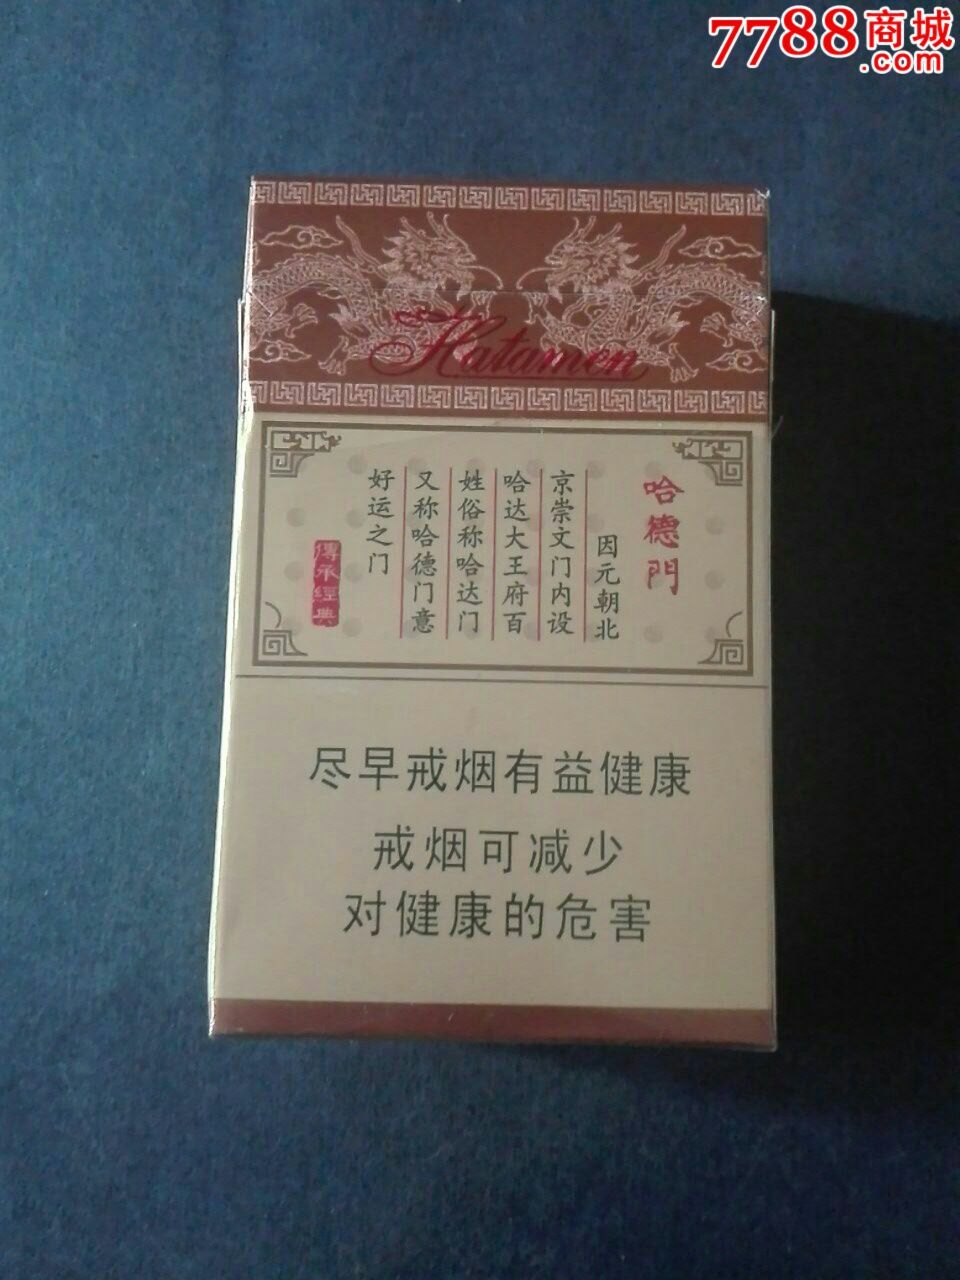 7788商城
.com
Hatamen
哈德門
因元朝北
京崇文门内设
哈达大王府百
姓俗称哈达门
又称哈德门意
好运之门
傳承經典
尽早戒烟有益健康
戒烟可减少
对健康的危害